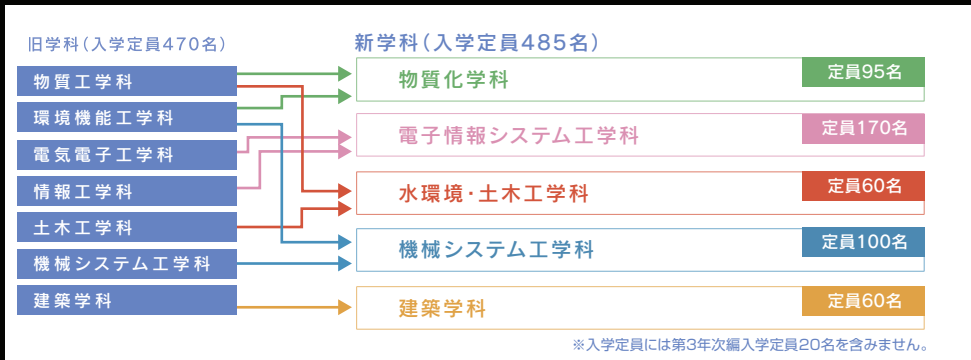 旧学科(入学定員470名)
物質工学科
環境機能工学科
電気電子工学科
情報工学科
土木工学科
機械システム工学科
建築学科
新学科(入学定員485名)
物質化学科
定員95名
電子情報システム工学科
定員170名
水環境・土木工学科
定員60名
機械システム工学科
定員100名
建築学科
定員60名
※入学定員には第3年次編入学定員20名を含みません。